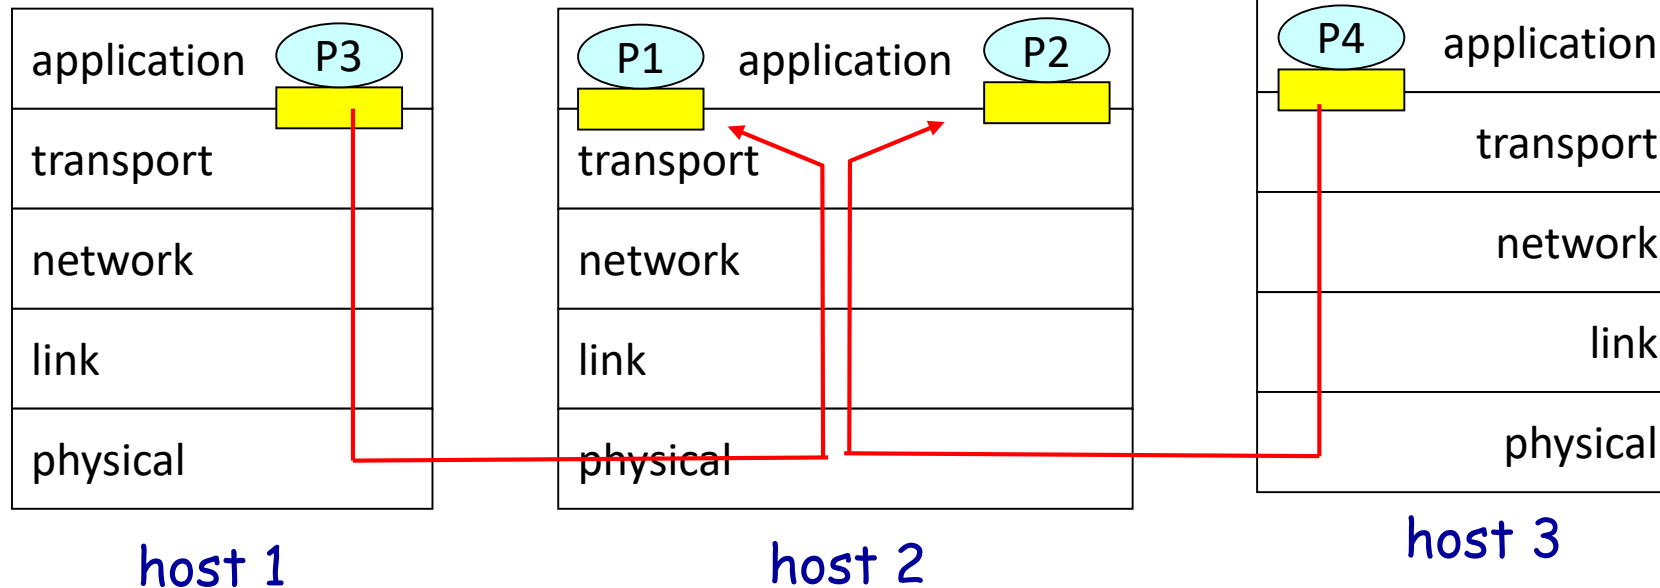 application P3
transport
network
link
physical
host 1
P1 application P2
transport
network
link
physical
host 2
P4 application
transport
network
link
physical
host 3